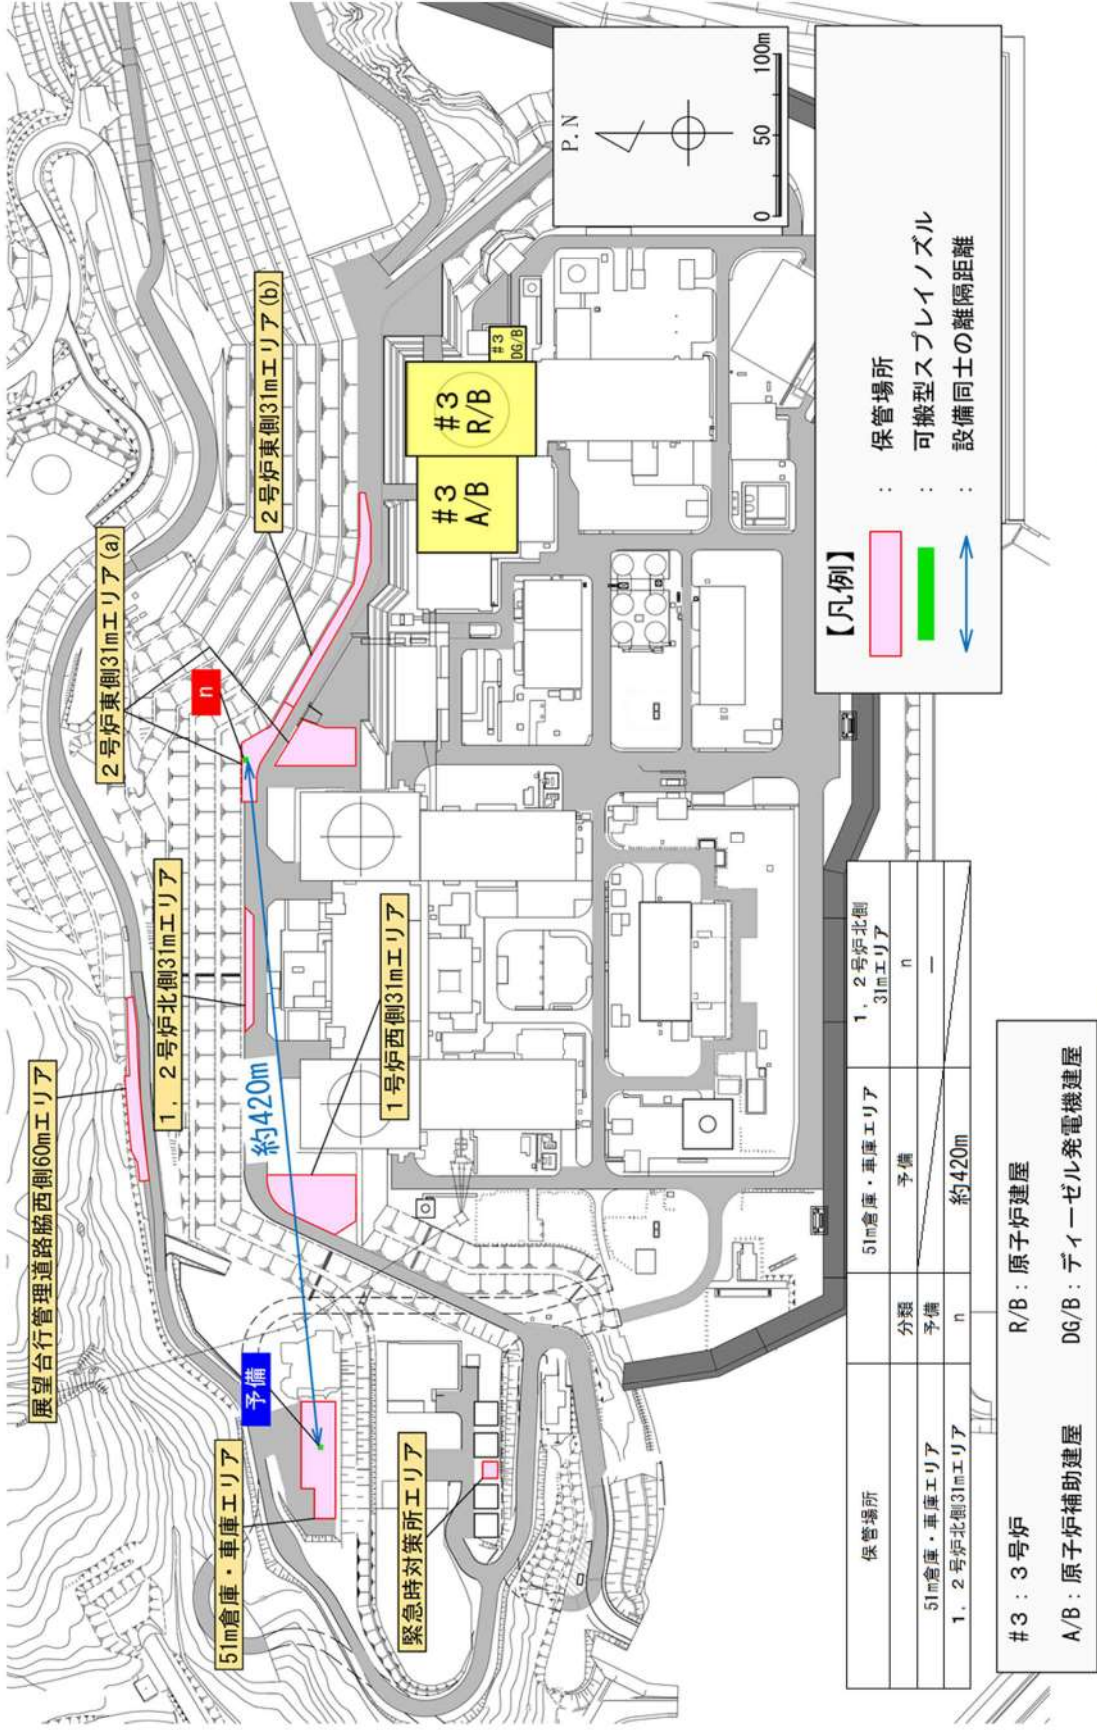 展望台行管理道路脇西側60mエリア
2号炉東側31mエリア(a)
2号炉東側31mエリア(b)
1，2号炉北側31mエリア
n
予備
約420m
51m倉庫・車庫エリア
1号炉西側31mエリア
緊急時対策所エリア
#3
A/B
#3
R/B
#3
DG/B
P.N
0 50 100m
【凡例】
： 保管場所
： 可搬型スプレイノズル
： 設備同士の離隔距離
保管場所 分類 51m倉庫・車庫エリア 1，2号炉北側
31mエリア
予備 n
51m倉庫・車庫エリア 予備 ―
1，2号炉北側31mエリア n 約420m
#3：3号炉 R/B：原子炉建屋
A/B：原子炉補助建屋 DG/B：ディーゼル発電機建屋